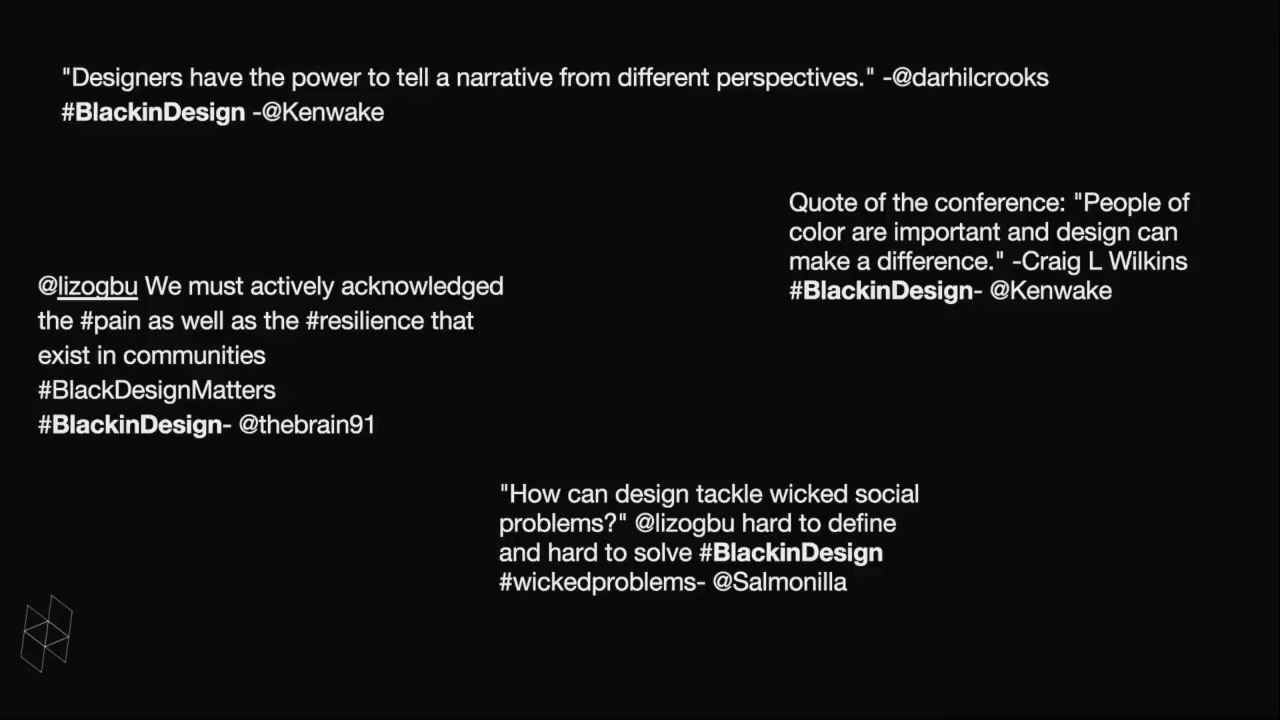 "Designers have the power to tell a narrative from different perspectives." -@darhilcrooks
#BlackinDesign -@Kenwake
Quote of the conference: "People of
color are important and design can
make a difference." -Craig L Wilkins
#BlackinDesign- @Kenwake
@lizogbu We must actively acknowledged
the #pain as well as the #resilience that
exist in communities
#BlackDesignMatters
#BlackinDesign- @thebrain91
"How can design tackle wicked social
problems?" @lizogbu hard to define
and hard to solve #BlackinDesign
#wickedproblems- @Salmonilla